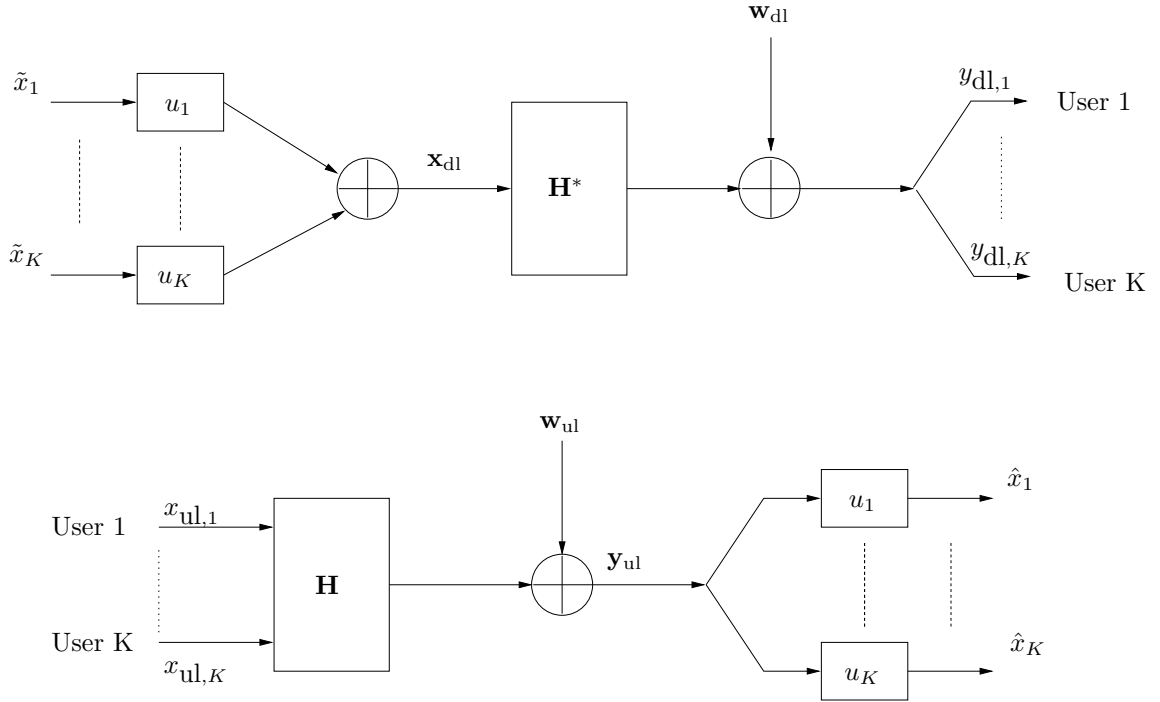 w_dl
x̃_1
u_1
y_dl,1
User 1
x_dl
H*
x̃_K
u_K
y_dl,K
User K
w_ul
x̂_1
User 1
x_ul,1
u_1
H
y_ul
User K
x_ul,K
u_K
x̂_K